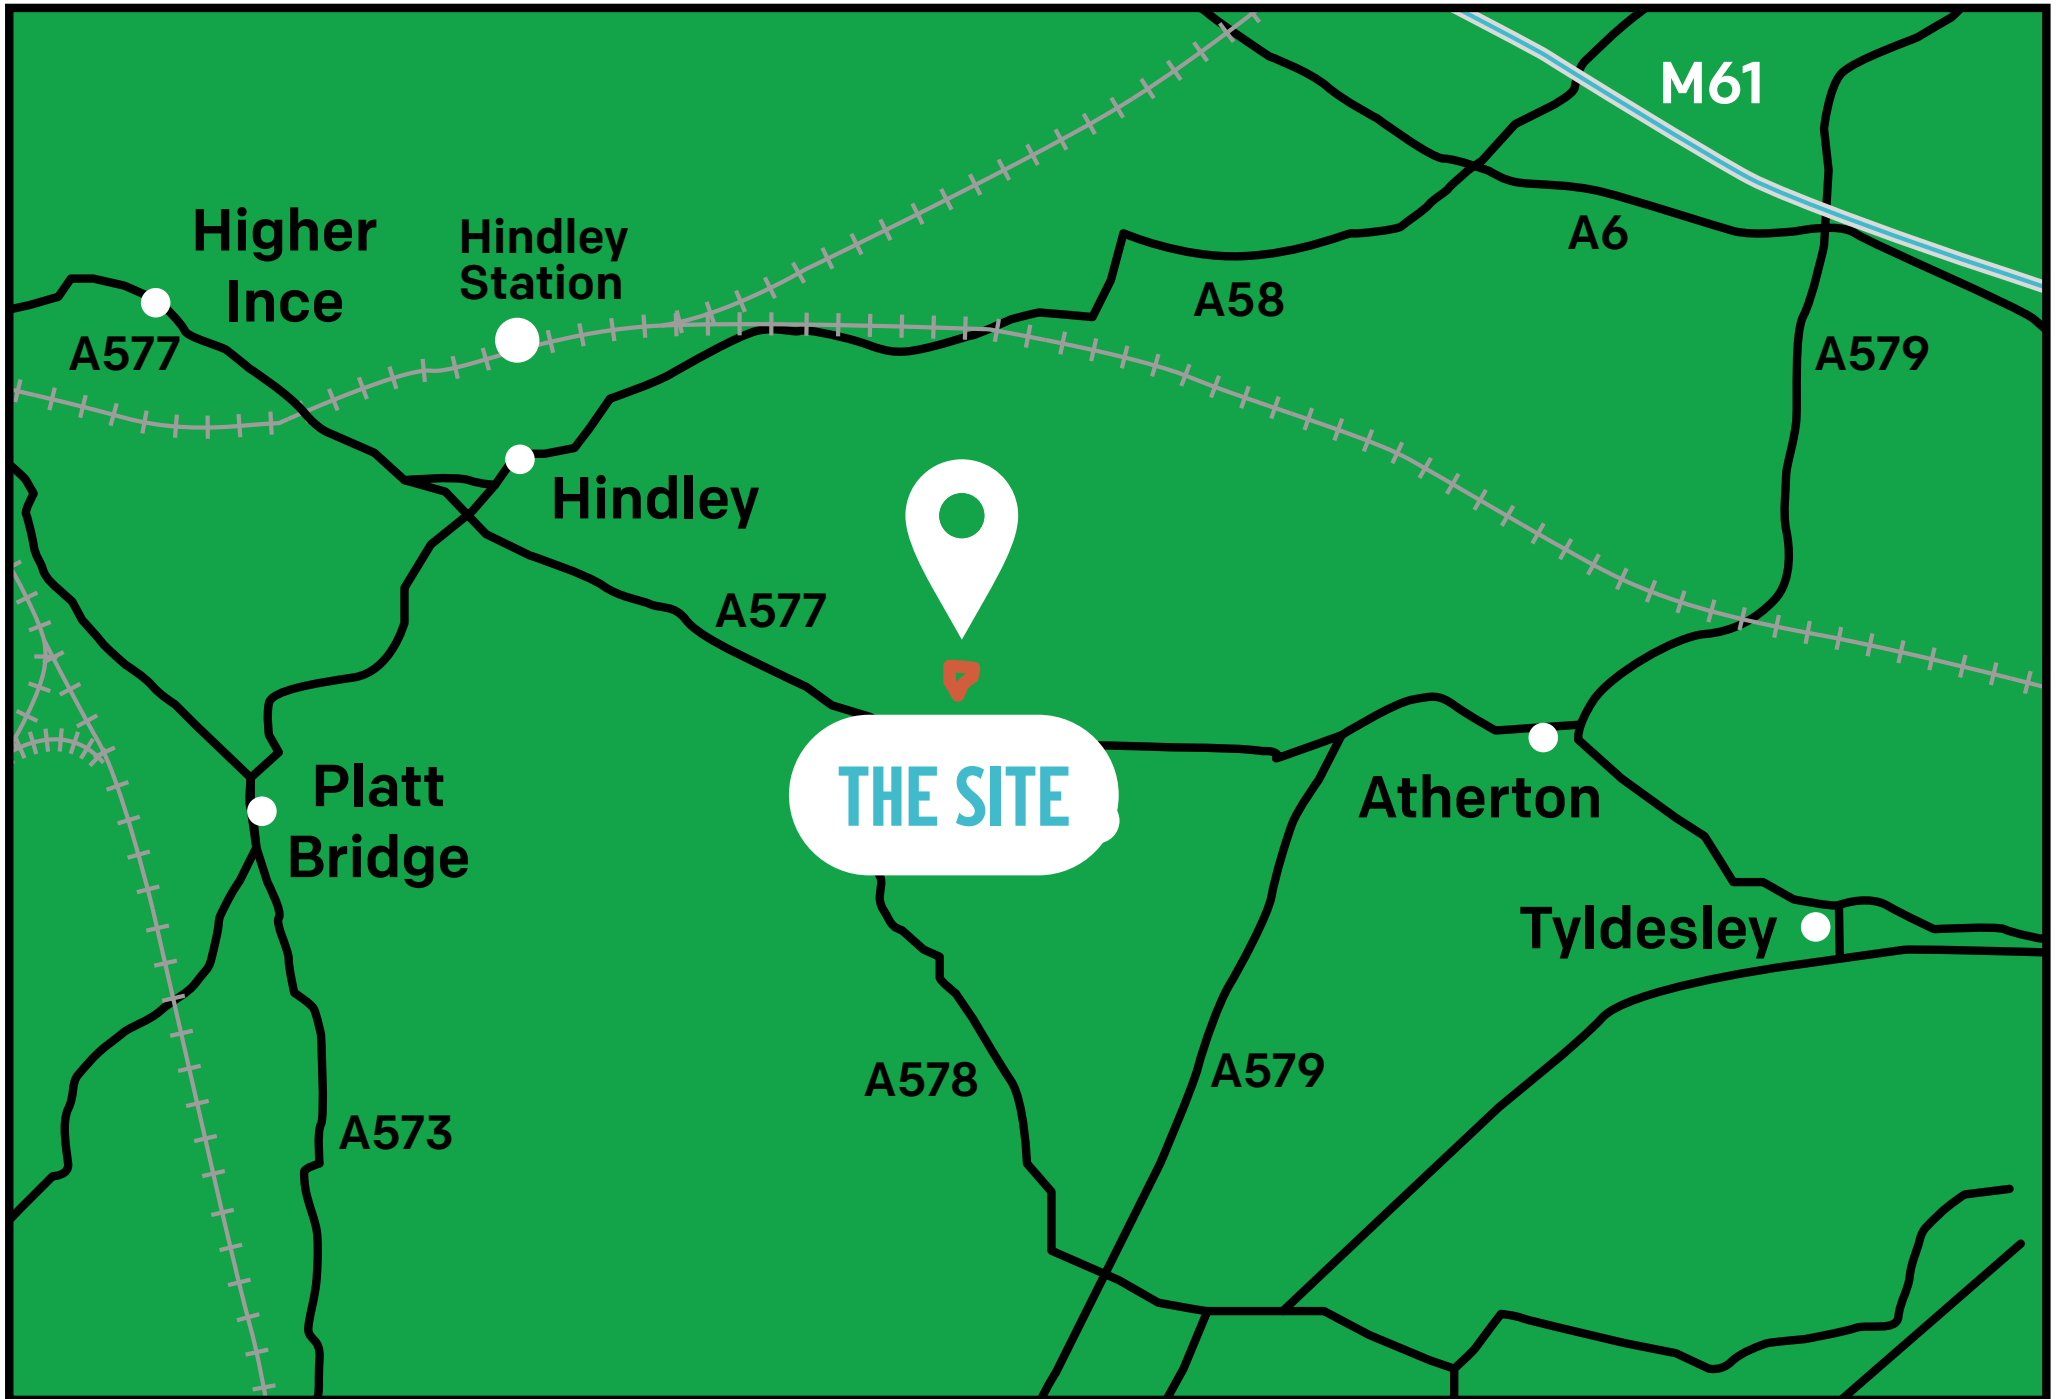 M61
Higher
Ince
Hindley
Station
A6
A58
A577
A579
Hindley
A577
Platt
Bridge
THE SITE
Atherton
Tyldesley
A578
A579
A573